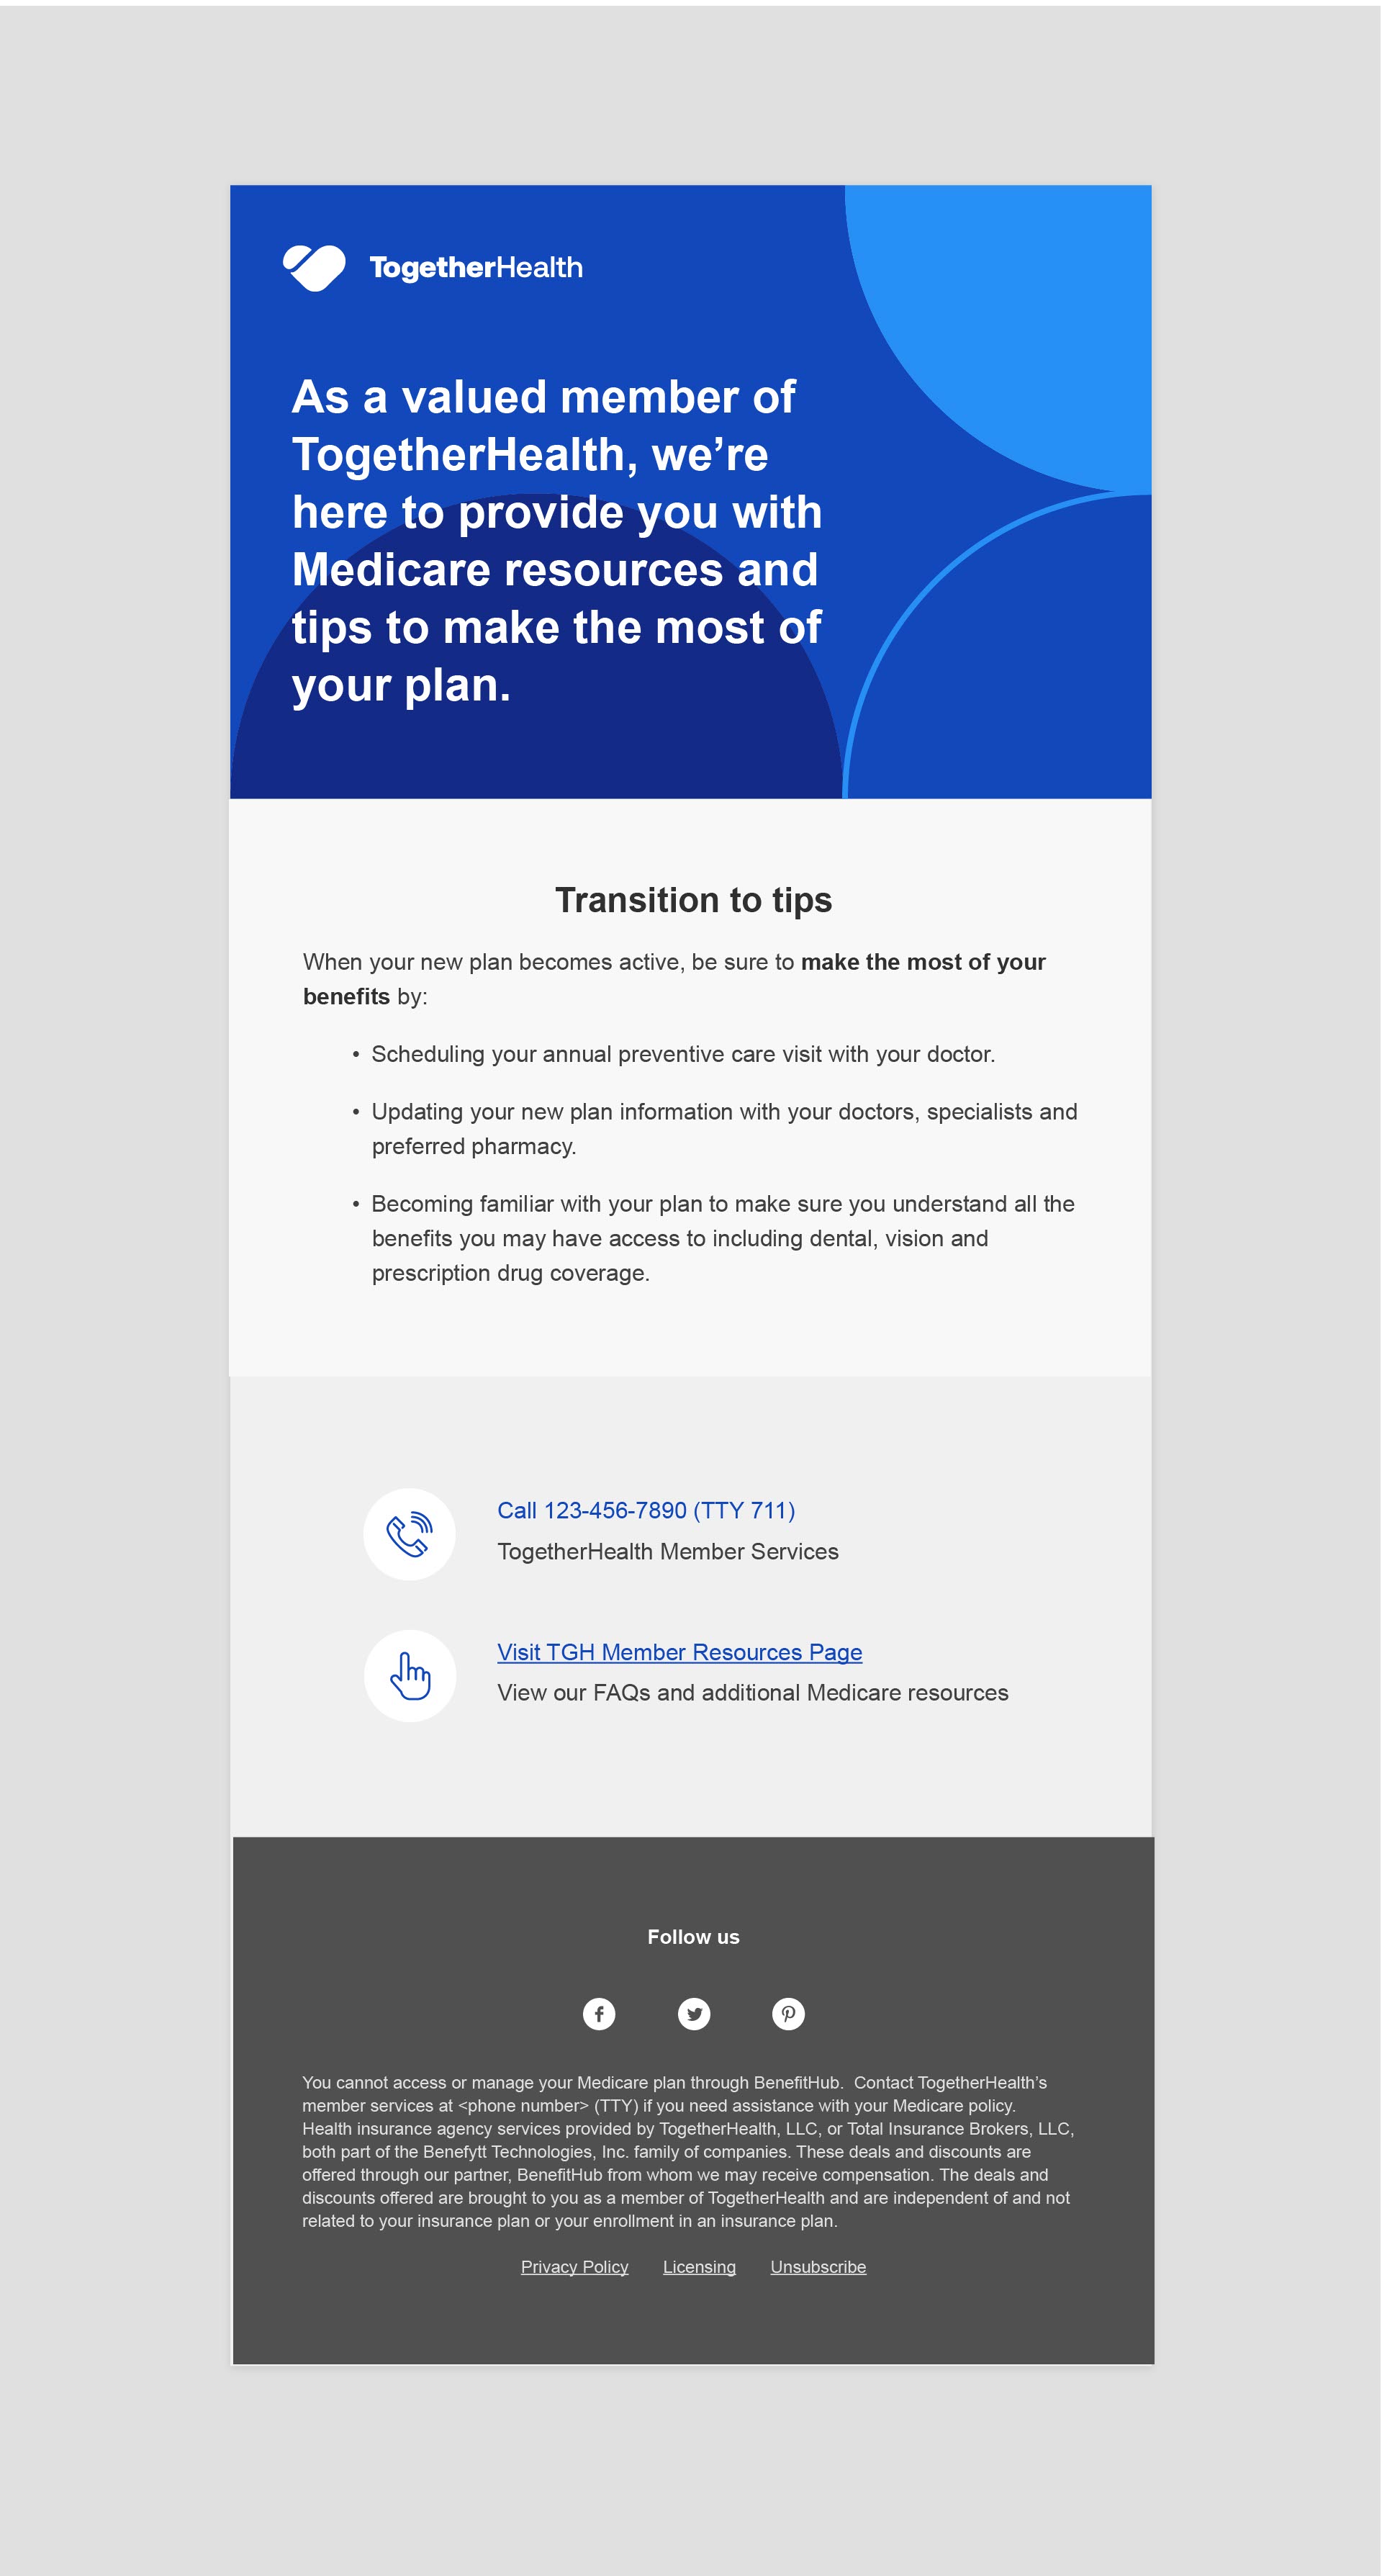 TogetherHealth
As a valued member of
TogetherHealth, we’re
here to provide you with
Medicare resources and
tips to make the most of
your plan.
Transition to tips
When your new plan becomes active, be sure to make the most of your
benefits by:
• Scheduling your annual preventive care visit with your doctor.
• Updating your new plan information with your doctors, specialists and
preferred pharmacy.
• Becoming familiar with your plan to make sure you understand all the
benefits you may have access to including dental, vision and
prescription drug coverage.
Call 123-456-7890 (TTY 711)
TogetherHealth Member Services
Visit TGH Member Resources Page
View our FAQs and additional Medicare resources
Follow us
You cannot access or manage your Medicare plan through BenefitHub.  Contact TogetherHealth’s
member services at <phone number> (TTY) if you need assistance with your Medicare policy.
Health insurance agency services provided by TogetherHealth, LLC, or Total Insurance Brokers, LLC,
both part of the Benefytt Technologies, Inc. family of companies. These deals and discounts are
offered through our partner, BenefitHub from whom we may receive compensation. The deals and
discounts offered are brought to you as a member of TogetherHealth and are independent of and not
related to your insurance plan or your enrollment in an insurance plan.
Privacy Policy Licensing Unsubscribe